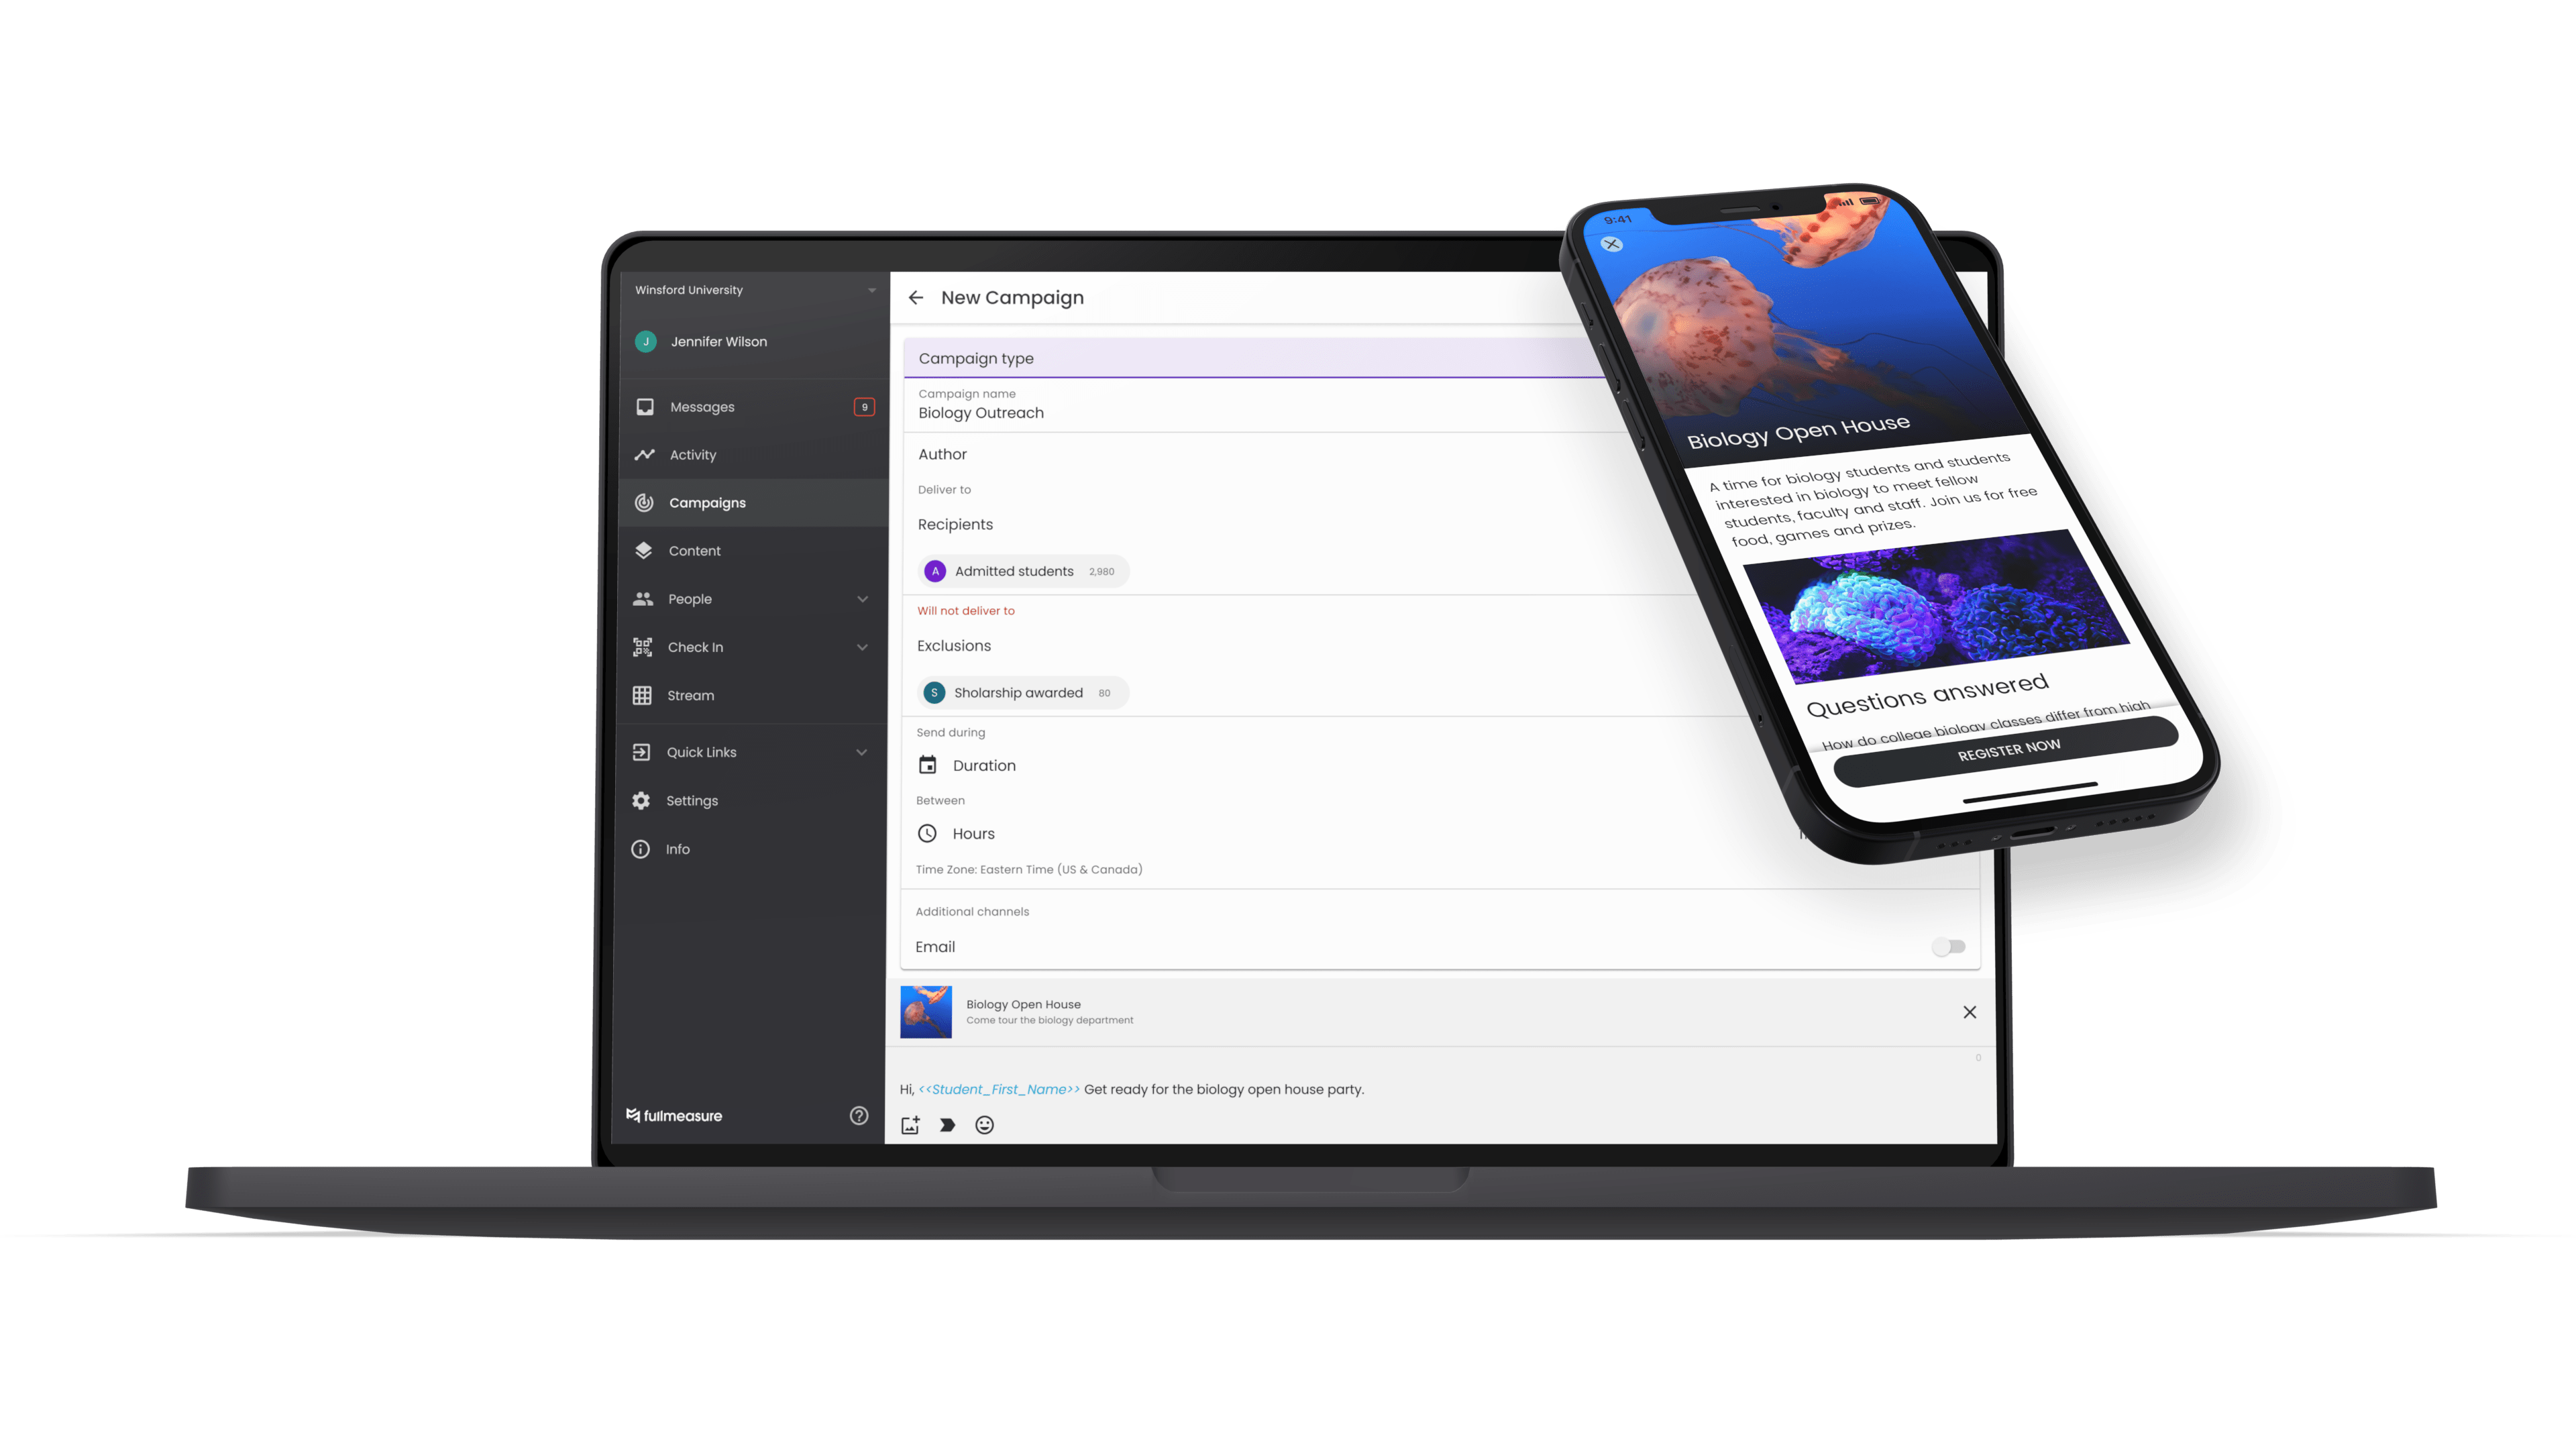 Winsford University
J Jennifer Wilson
Messages 9
Activity
Campaigns
Content
People
Check In
Stream
Quick Links
Settings
Info
fullmeasure ?
New Campaign
Campaign type
Campaign name
Biology Outreach
Author
Deliver to
Recipients
A Admitted students 2,980
Will not deliver to
Exclusions
S Sholarship awarded 80
Send during
Duration
Between
Hours
Time Zone: Eastern Time (US & Canada)
Additional channels
Email
Biology Open House
Come tour the biology department
0
Hi, <<Student_First_Name>> Get ready for the biology open house party.
9:41
Biology Open House
A time for biology students and students
interested in biology to meet fellow
students, faculty and staff. Join us for free
food, games and prizes.
Questions answered
How do college biology classes differ from high
REGISTER NOW